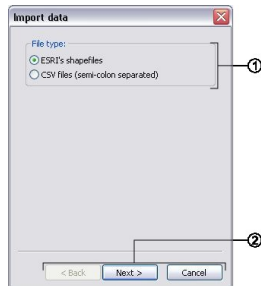 Import data
File type:
ESRI's shapefiles
CSV files (semi-colon separated)
1
2
< Back Next > Cancel